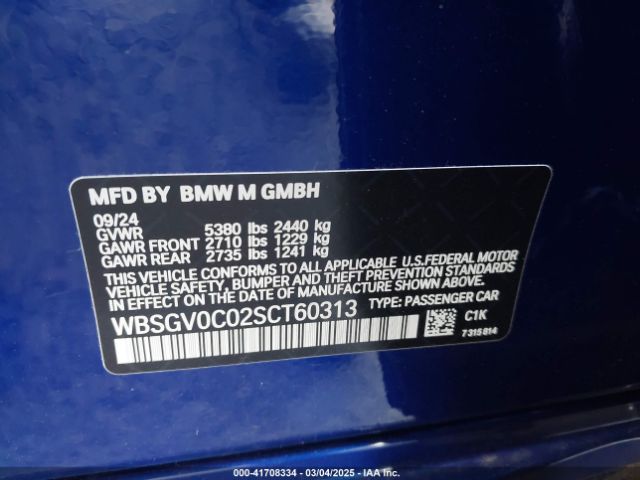 MFD BY BMW M GMBH
09/24
GVWR 5380 lbs 2440 kg
GAWR FRONT 2710 lbs 1229 kg
GAWR REAR 2735 lbs 1241 kg
THIS VEHICLE CONFORMS TO ALL APPLICABLE U.S.FEDERAL MOTOR
VEHICLE SAFETY, BUMPER AND THEFT PREVENTION STANDARDS
IN EFFECT ON THE DATE OF MANUFACTURE SHOWN ABOVE.
WBSGV0C02SCT60313 TYPE: PASSENGER CAR
C1K
7315814
000-41708334 — 03/04/2025 — IAA Inc.